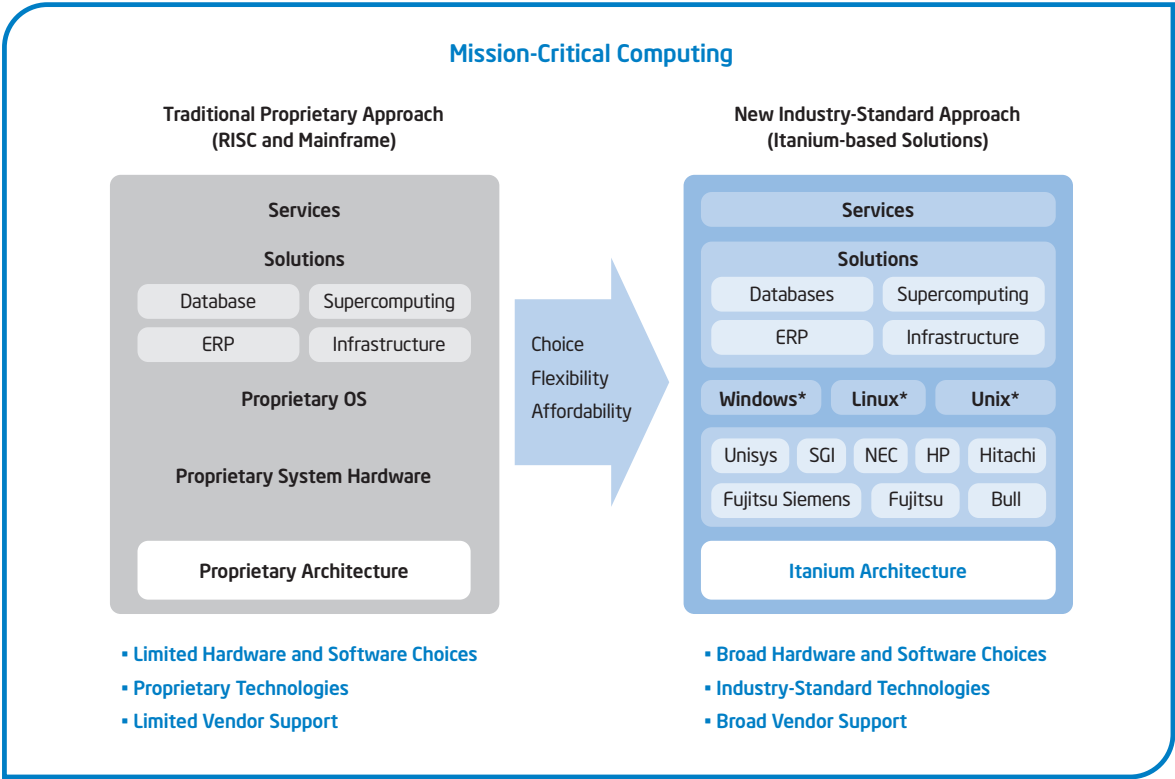 Mission-Critical Computing
Traditional Proprietary Approach
(RISC and Mainframe)
Services
Solutions
Database
Supercomputing
ERP
Infrastructure
Proprietary OS
Proprietary System Hardware
Proprietary Architecture
▪ Limited Hardware and Software Choices
▪ Proprietary Technologies
▪ Limited Vendor Support
Choice
Flexibility
Affordability
New Industry-Standard Approach
(Itanium-based Solutions)
Services
Solutions
Databases
Supercomputing
ERP
Infrastructure
Windows*
Linux*
Unix*
Unisys
SGI
NEC
HP
Hitachi
Fujitsu Siemens
Fujitsu
Bull
Itanium Architecture
▪ Broad Hardware and Software Choices
▪ Industry-Standard Technologies
▪ Broad Vendor Support